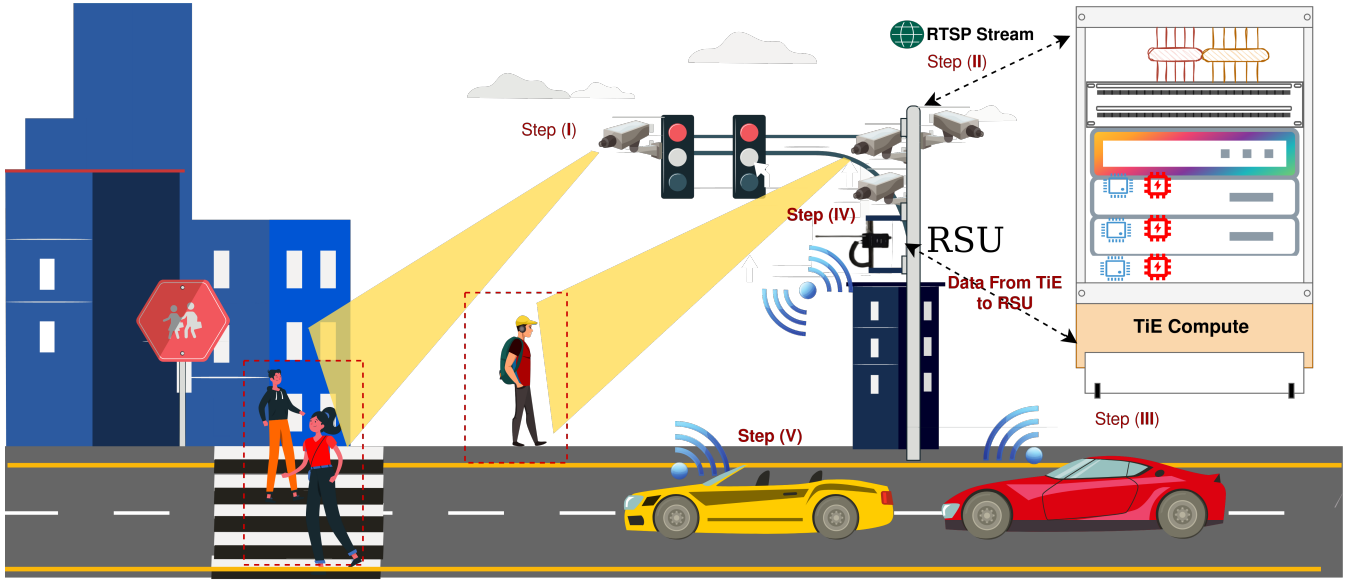 RTSP Stream
Step (II)
Step (I)
Step (IV)
RSU
Data From TiE
to RSU
TiE Compute
Step (III)
Step (V)